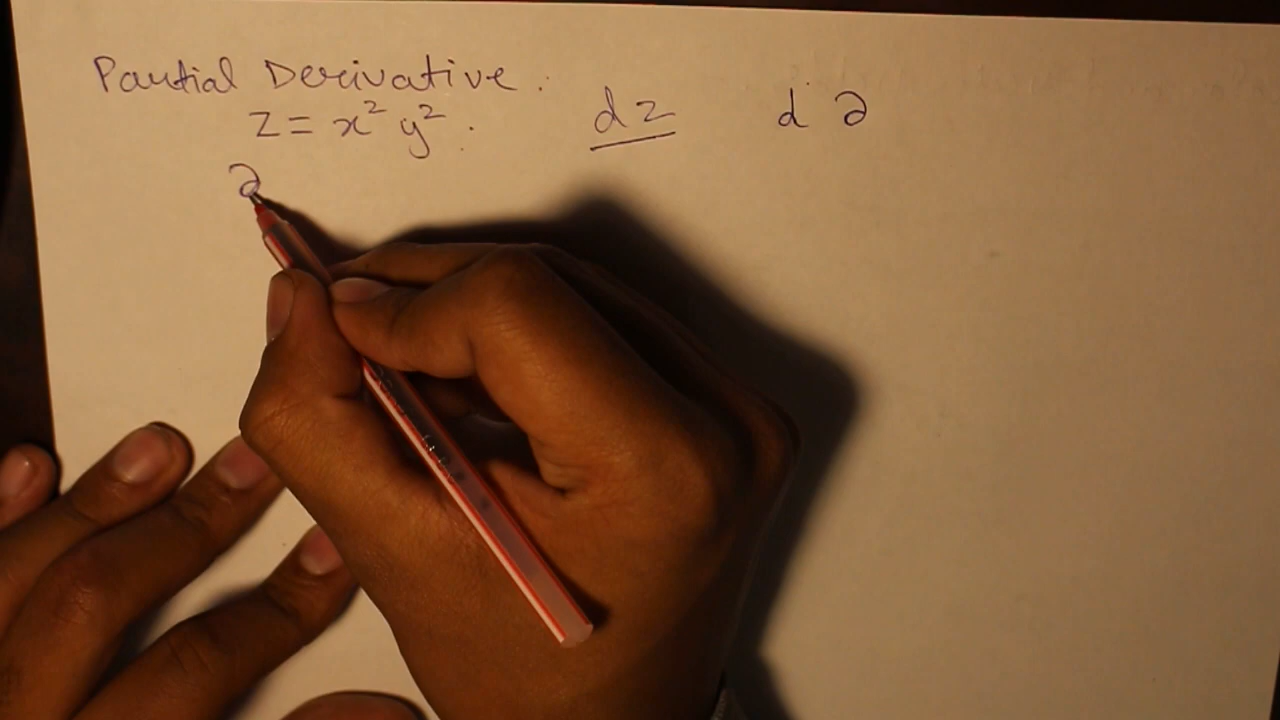 Partial Derivative.
z = x² y². dz d ∂
∂